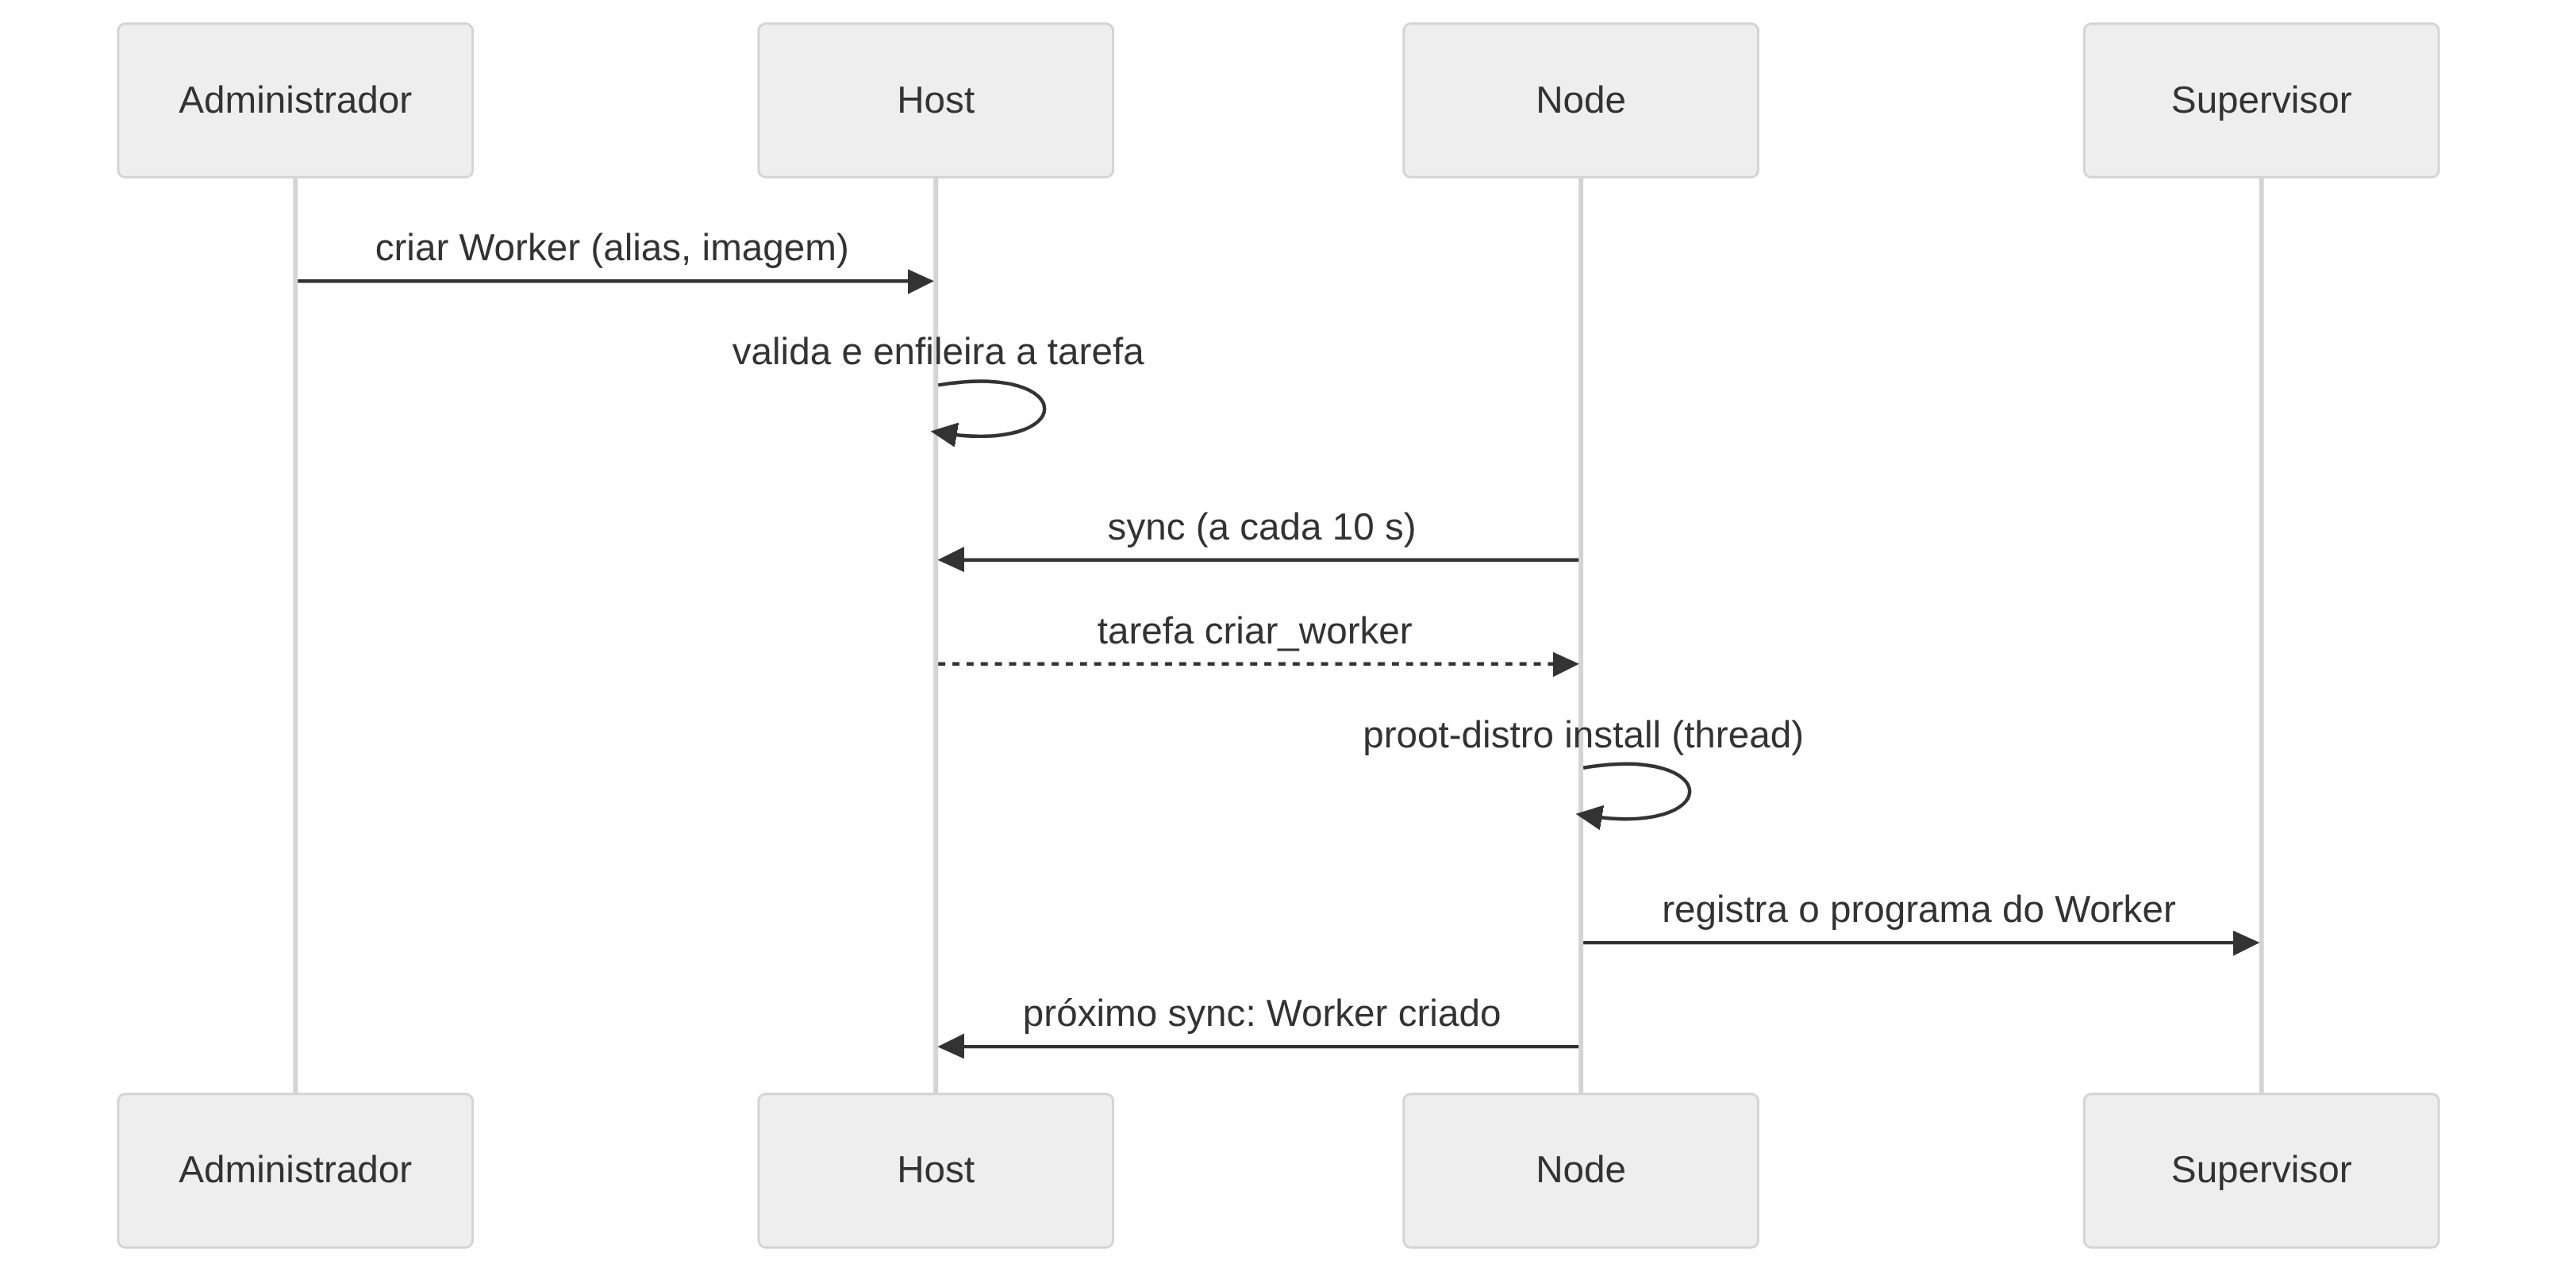 Administrador
Host
Node
Supervisor
criar Worker (alias, imagem)
valida e enfileira a tarefa
sync (a cada 10 s)
tarefa criar_worker
proot-distro install (thread)
registra o programa do Worker
próximo sync: Worker criado
Administrador
Host
Node
Supervisor